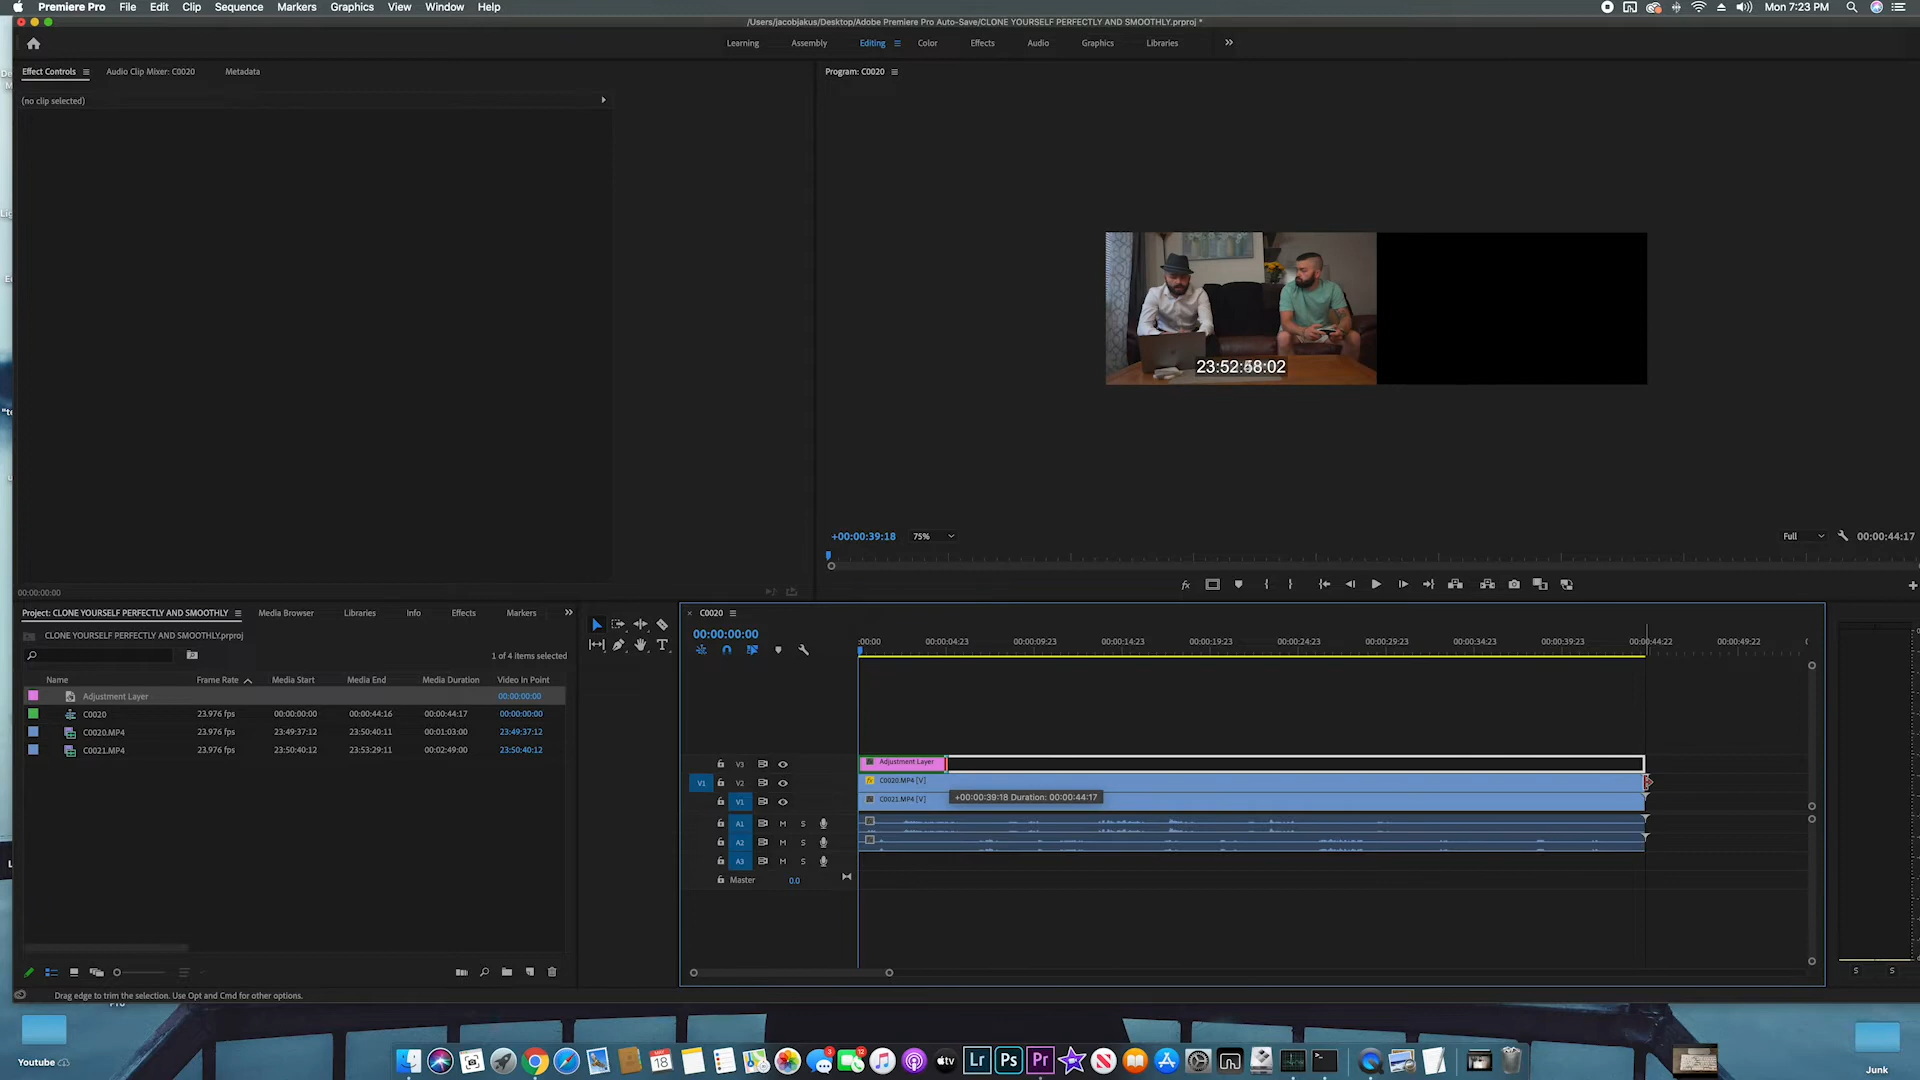 Premiere Pro File Edit Clip Sequence Markers Graphics View Window Help Mon 7:23 PM
/Users/jacobjakus/Desktop/Adobe Premiere Pro Auto-Save/CLONE YOURSELF PERFECTLY AND SMOOTHLY.prproj *
Learning Assembly Editing Color Effects Audio Graphics Libraries
Effect Controls Audio Clip Mixer: C0020 Metadata
Program: C0020
(no clip selected)
23:52:58:02
+00:00:39:18 75% Full 00:00:44:17
00:00:00:00
Project: CLONE YOURSELF PERFECTLY AND SMOOTHLY Media Browser Libraries Info Effects Markers
CLONE YOURSELF PERFECTLY AND SMOOTHLY.prproj
1 of 4 items selected
Name Frame Rate Media Start Media End Media Duration Video In Point
Adjustment Layer 00:00:00:00
C0020 23.976 fps 00:00:00:00 00:00:44:16 00:00:44:17 00:00:00:00
C0020.MP4 23.976 fps 23:49:37:12 23:50:40:11 00:01:03:00 23:49:37:12
C0021.MP4 23.976 fps 23:50:40:12 23:53:29:11 00:02:49:00 23:50:40:12
C0020
00:00:00:00
:00:00 00:00:04:23 00:00:09:23 00:00:14:23 00:00:19:23 00:00:24:23 00:00:29:23 00:00:34:23 00:00:39:23 00:00:44:22 00:00:49:22
V3 Adjustment Layer
V1 V2 C0020.MP4 [V]
V1 C0021.MP4 [V]
+00:00:39:18 Duration: 00:00:44:17
A1 M S
A2 M S
A3 M S
Master 0.0
S S
Drag edge to trim the selection. Use Opt and Cmd for other options.
Youtube
Junk
MAY 18
3
12
tv
Lr
Ps
Pr